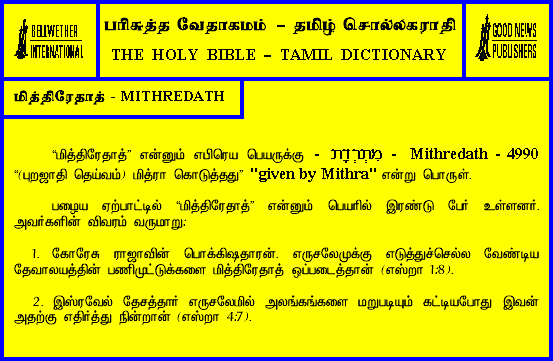 BELLWETHER
INTERNATIONAL
பரிசுத்த வேதாகமம் – தமிழ் சொல்லகராதி
THE HOLY BIBLE – TAMIL DICTIONARY
GOOD NEWS
PUBLISHERS
மித்திரேதாத் - MITHREDATH
“மித்திரேதாத்” என்னும் எபிரெய பெயருக்கு - מִתְרְדָת - Mithredath - 4990
“(புறஜாதி தெய்வம்) மித்ரா கொடுத்தது” "given by Mithra" என்று பொருள்.
பழைய ஏற்பாட்டில் “மித்திரேதாத்” என்னும் பெயரில் இரண்டு பேர் உள்ளனர்.
அவர்களின் விவரம் வருமாறு:
1. கோரேசு ராஜாவின் பொக்கிஷதாரன். எருசலேமுக்கு எடுத்துச்செல்ல வேண்டிய
தேவாலயத்தின் பணிமுட்டுக்களை மித்திரேதாத் ஒப்படைத்தான் (எஸ்றா 1:8).
2. இஸ்ரவேல் தேசத்தார் எருசலேமில் அலங்கங்களை மறுபடியும் கட்டியபோது இவன்
அதற்கு எதிர்த்து நின்றான் (எஸ்றா 4:7).